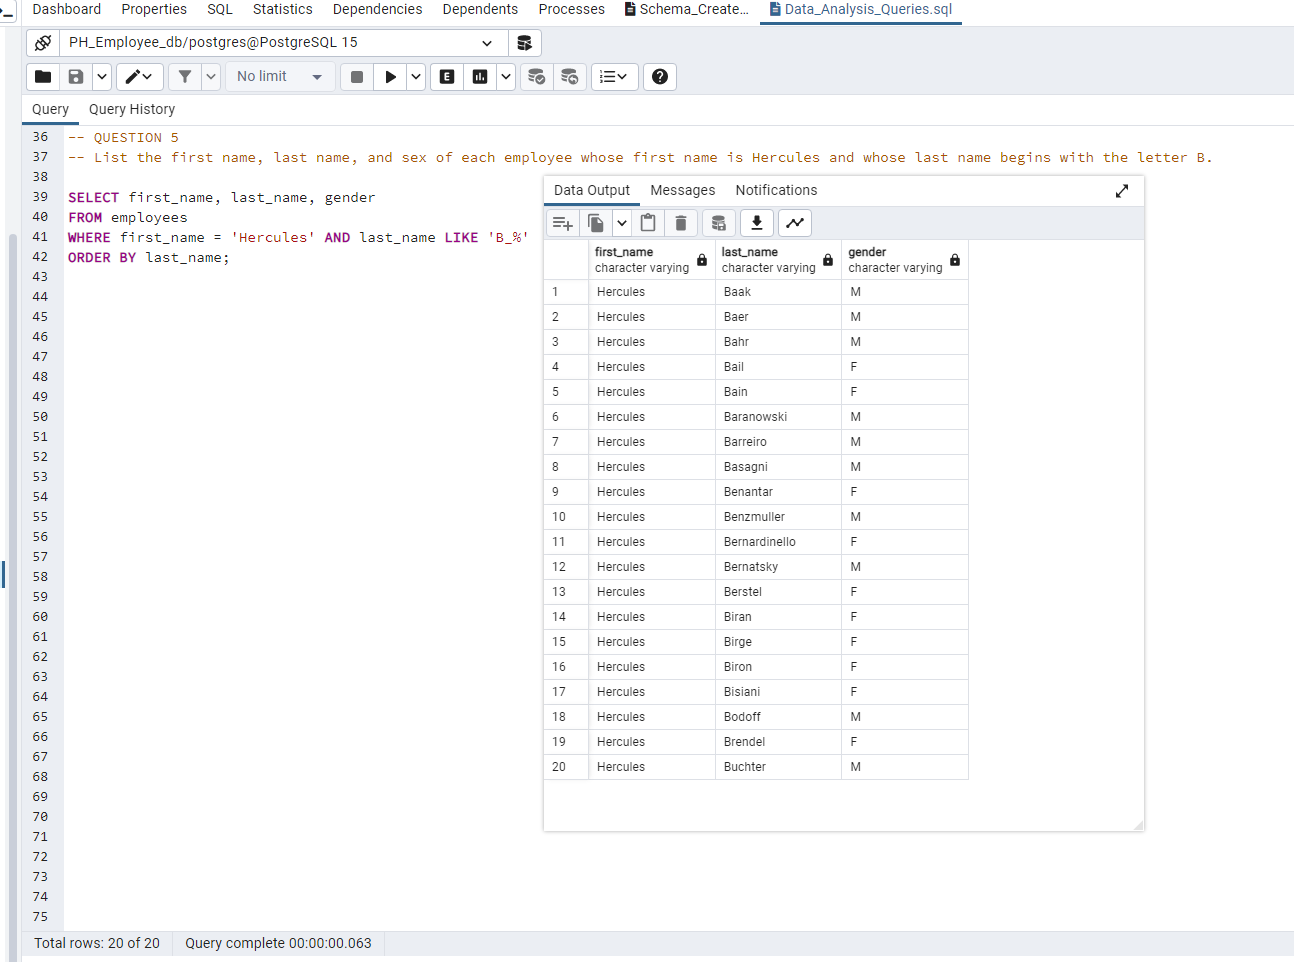 Dashboard Properties SQL Statistics Dependencies Dependents Processes Schema_Create... Data_Analysis_Queries.sql
PH_Employee_db/postgres@PostgreSQL 15
No limit E ?
Query Query History
36 -- QUESTION 5
37 -- List the first name, last name, and sex of each employee whose first name is Hercules and whose last name begins with the letter B.
38
39 SELECT first_name, last_name, gender
40 FROM employees
41 WHERE first_name = 'Hercules' AND last_name LIKE 'B_%'
42 ORDER BY last_name;
43
44
45
46
47
48
49
50
51
52
53
54
55
56
57
58
59
60
61
62
63
64
65
66
67
68
69
70
71
72
73
74
75
Data Output Messages Notifications
first_name last_name gender
character varying character varying character varying
1 Hercules Baak M
2 Hercules Baer M
3 Hercules Bahr M
4 Hercules Bail F
5 Hercules Bain F
6 Hercules Baranowski M
7 Hercules Barreiro M
8 Hercules Basagni M
9 Hercules Benantar F
10 Hercules Benzmuller M
11 Hercules Bernardinello F
12 Hercules Bernatsky M
13 Hercules Berstel F
14 Hercules Biran F
15 Hercules Birge F
16 Hercules Biron F
17 Hercules Bisiani F
18 Hercules Bodoff M
19 Hercules Brendel F
20 Hercules Buchter M
Total rows: 20 of 20 Query complete 00:00:00.063